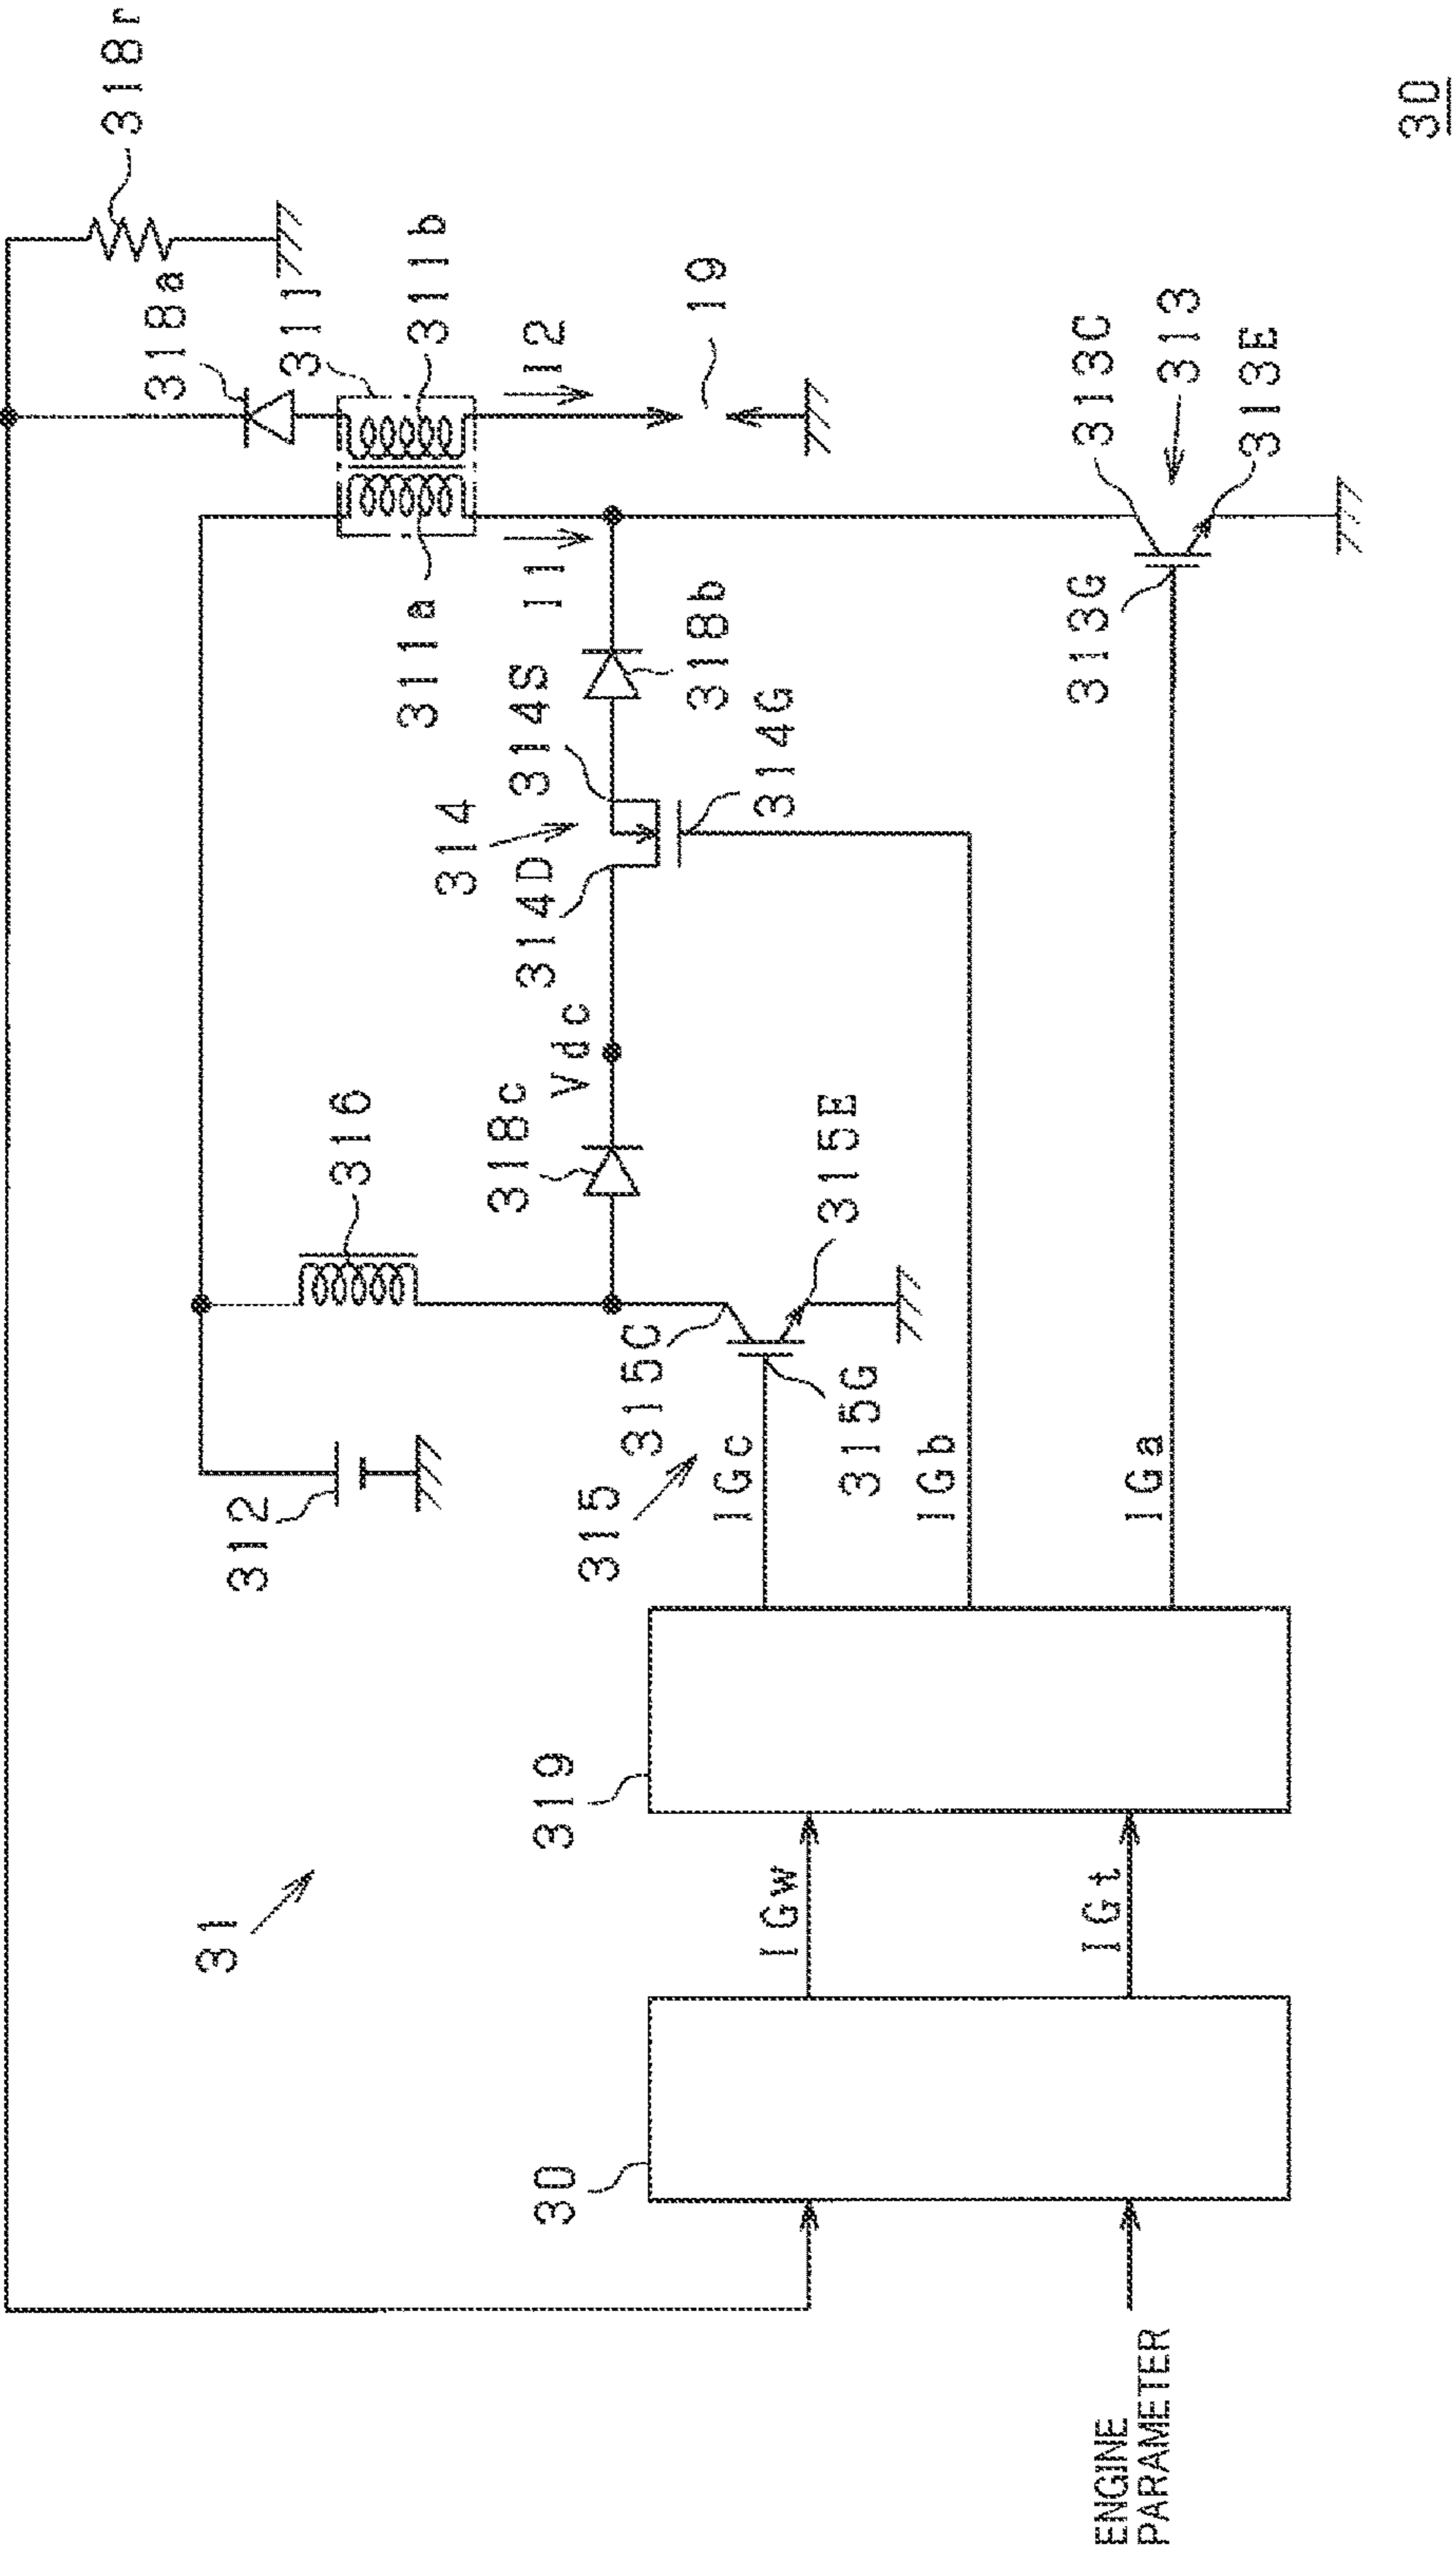 31
312
316
318r
318a
311
311b
311a
I1
I2
19
318c
Vdc
314
314D
314S
314G
318b
315
315C
315E
315G
313C
313
313E
313G
30
319
IGw
IGt
IGc
IGb
IGa
ENGINE
PARAMETER
30